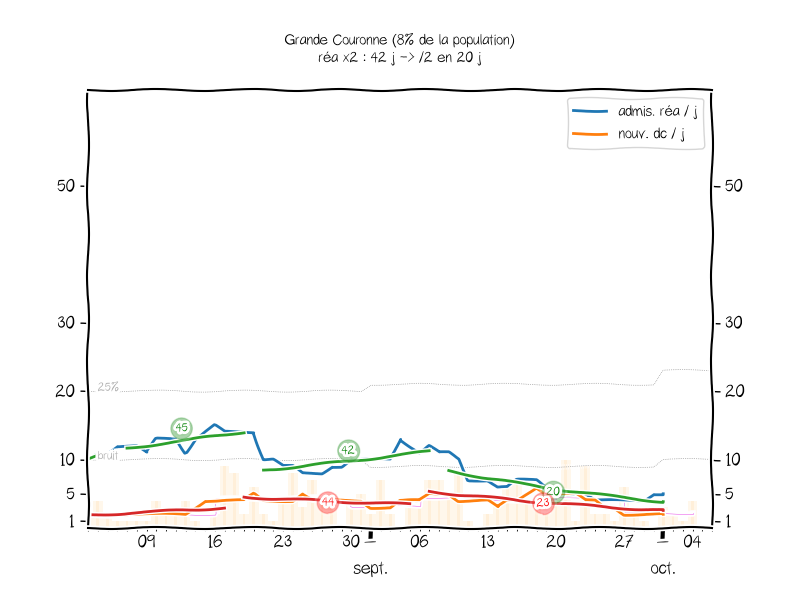 Grande Couronne (8% de la population)
réa x2 : 42 j -> /2 en 20 j
admis. réa / j
nouv. dc / j
50 50
30 30
25%
20 20
45
42
bruit
10 10
20
5 5
44 23
1 1
09 16 23 30 06 13 20 27 04
sept. oct.